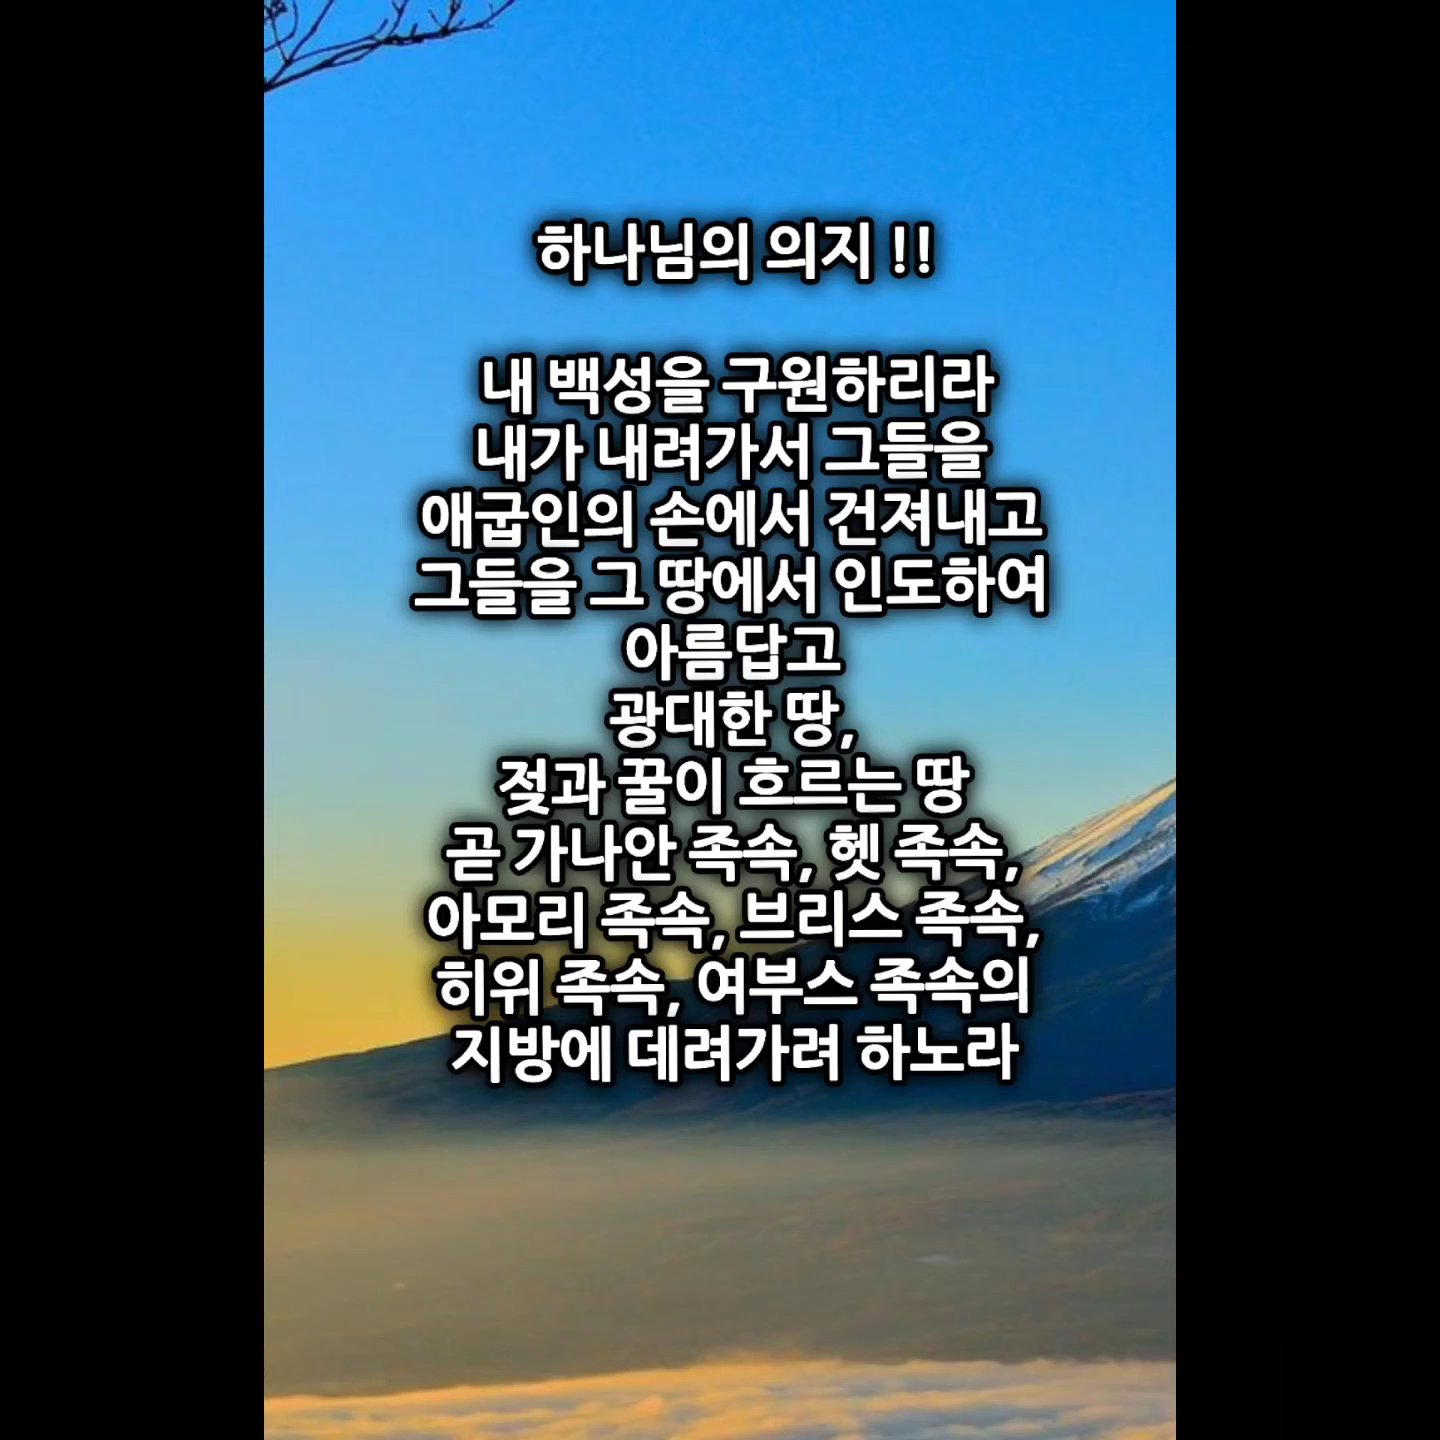 하나님의 의지 !!
내 백성을 구원하리라
내가 내려가서 그들을
애굽인의 손에서 건져내고
그들을 그 땅에서 인도하여
아름답고
광대한 땅,
젖과 꿀이 흐르는 땅
곧 가나안 족속, 헷 족속,
아모리 족속, 브리스 족속,
히위 족속, 여부스 족속의
지방에 데려가려 하노라